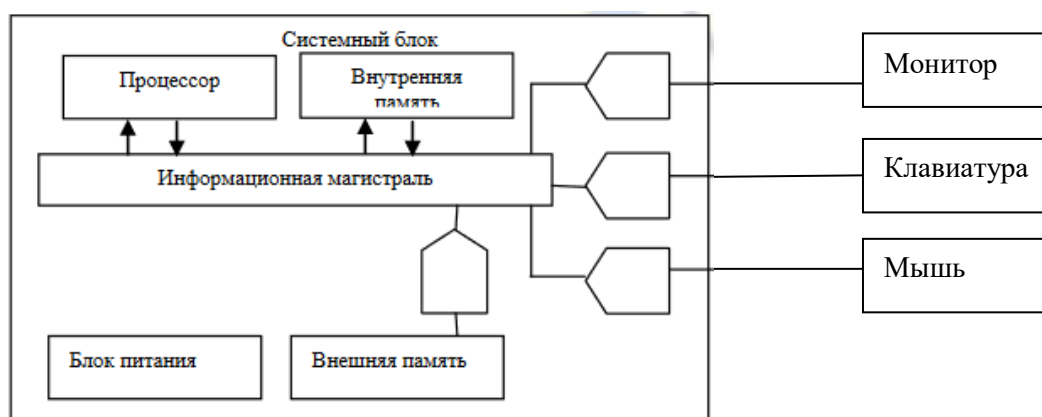 Системный блок
Процессор
Внутренняя
память
Монитор
Информационная магистраль
Клавиатура
Мышь
Блок питания
Внешняя память